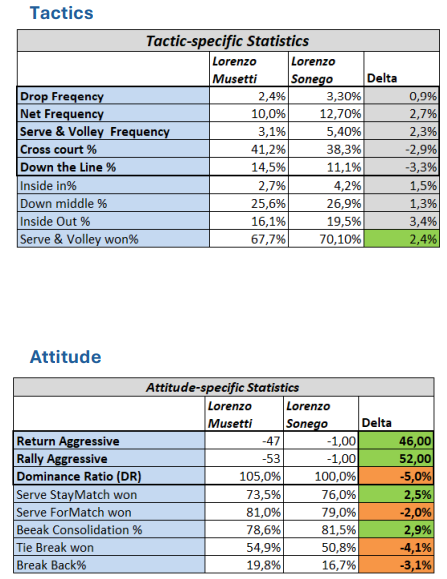 Tactics
Tactic-specific Statistics
Lorenzo Musetti Lorenzo Sonego Delta
Drop Freqency 2,4% 3,30% 0,9%
Net Frequency 10,0% 12,70% 2,7%
Serve & Volley Frequency 3,1% 5,40% 2,3%
Cross court % 41,2% 38,3% -2,9%
Down the Line % 14,5% 11,1% -3,3%
Inside in% 2,7% 4,2% 1,5%
Down middle % 25,6% 26,9% 1,3%
Inside Out % 16,1% 19,5% 3,4%
Serve & Volley won% 67,7% 70,10% 2,4%
Attitude
Attitude-specific Statistics
Lorenzo Musetti Lorenzo Sonego Delta
Return Aggressive -47 -1,00 46,00
Rally Aggressive -53 -1,00 52,00
Dominance Ratio (DR) 105,0% 100,0% -5,0%
Serve StayMatch won 73,5% 76,0% 2,5%
Serve ForMatch won 81,0% 79,0% -2,0%
Beeak Consolidation % 78,6% 81,5% 2,9%
Tie Break won 54,9% 50,8% -4,1%
Break Back% 19,8% 16,7% -3,1%